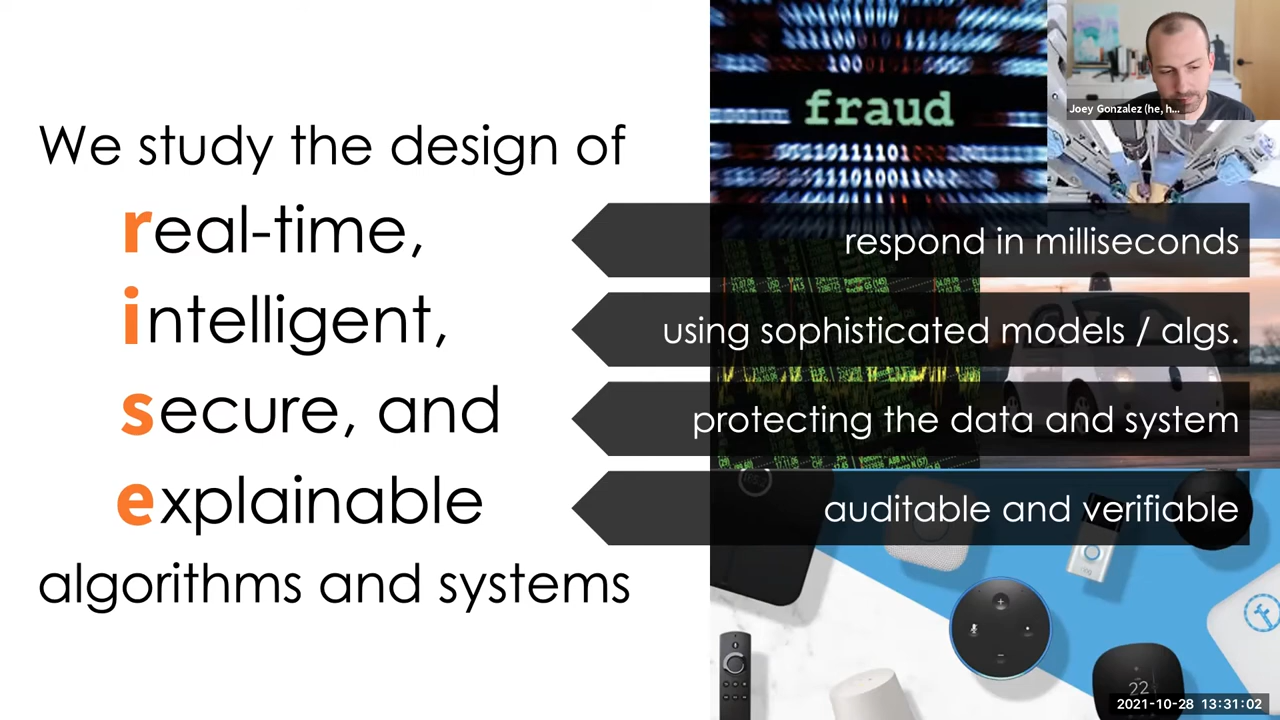 We study the design of
real-time,
intelligent,
secure, and
explainable
algorithms and systems
fraud
Joey Gonzalez (he, h...
respond in milliseconds
using sophisticated models / algs.
protecting the data and system
auditable and verifiable
ring
22
2021-10-28 13:31:02